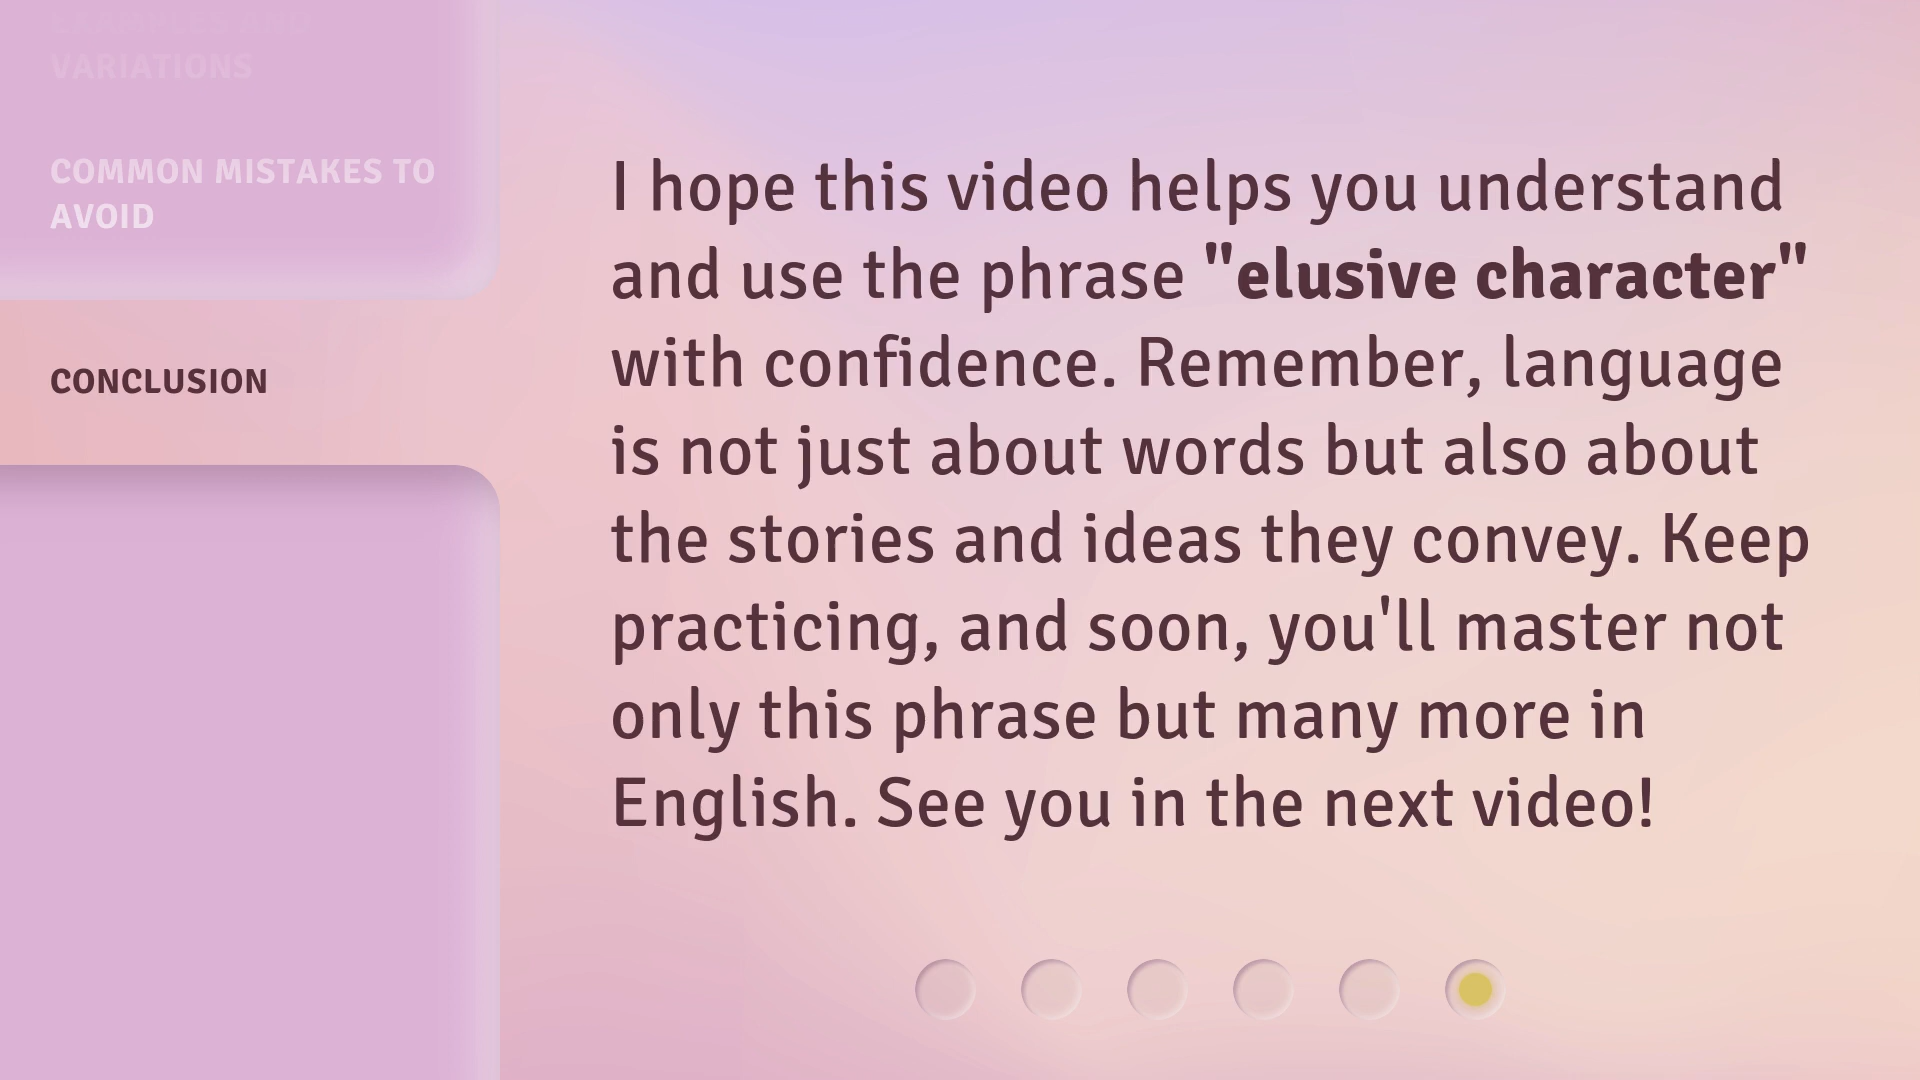 VARIATIONS
COMMON MISTAKES TO
AVOID
CONCLUSION
I hope this video helps you understand
and use the phrase "elusive character"
with confidence. Remember, language
is not just about words but also about
the stories and ideas they convey. Keep
practicing, and soon, you'll master not
only this phrase but many more in
English. See you in the next video!